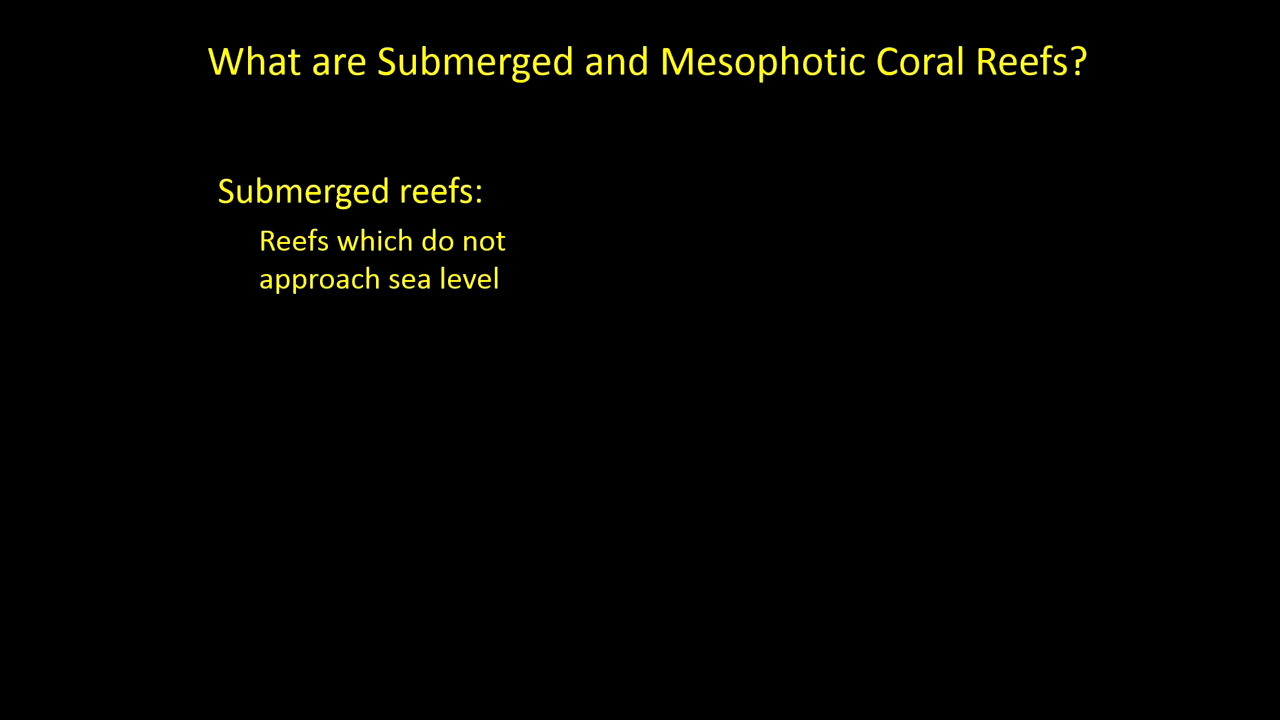 What are Submerged and Mesophotic Coral Reefs?
Submerged reefs:
Reefs which do not
approach sea level